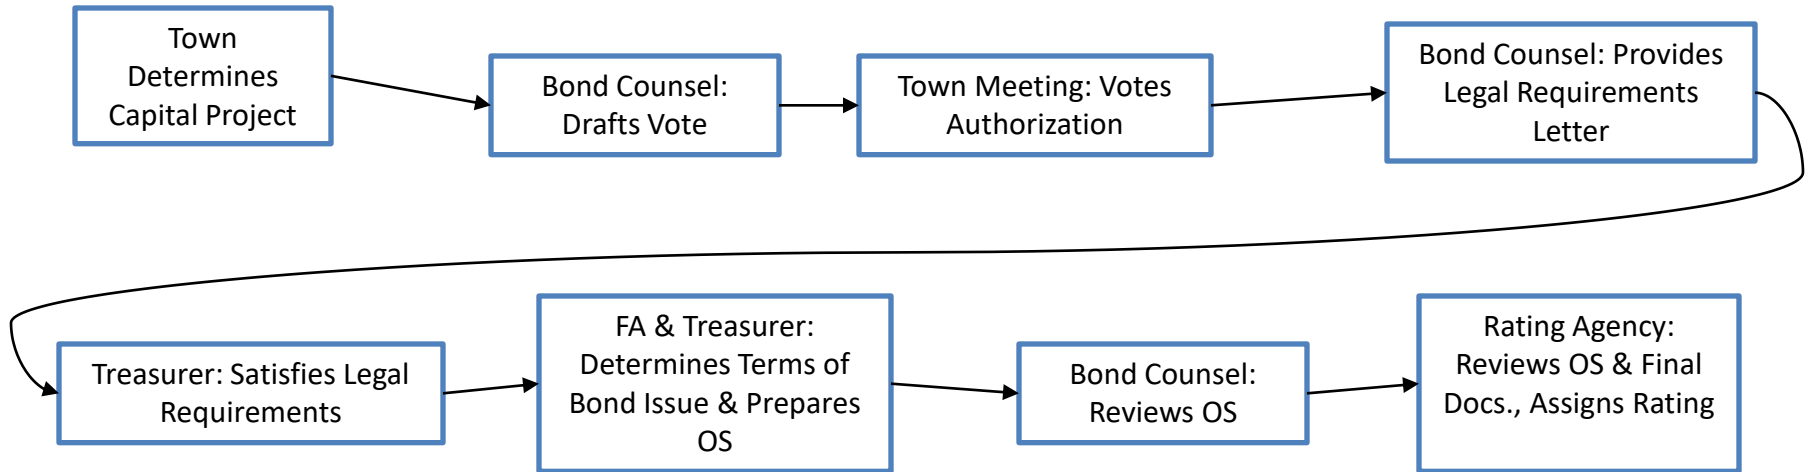 Town
Determines
Capital Project
Bond Counsel:
Drafts Vote
Town Meeting: Votes
Authorization
Bond Counsel: Provides
Legal Requirements
Letter
Treasurer: Satisfies Legal
Requirements
FA & Treasurer:
Determines Terms of
Bond Issue & Prepares
OS
Bond Counsel:
Reviews OS
Rating Agency:
Reviews OS & Final
Docs., Assigns Rating